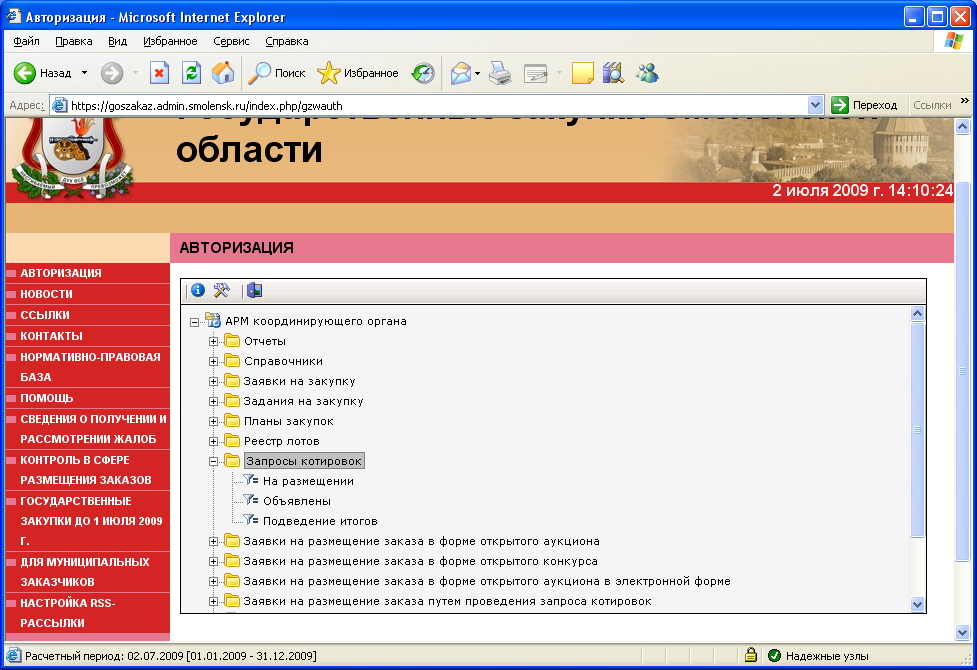 Авторизация - Microsoft Internet Explorer
Файл Правка Вид Избранное Сервис Справка
Назад Поиск Избранное
Адрес: https://goszakaz.admin.smolensk.ru/index.php/gzwauth Переход Ссылки »
области
2 июля 2009 г. 14:10:24
АВТОРИЗАЦИЯ
АВТОРИЗАЦИЯ
НОВОСТИ
ССЫЛКИ
КОНТАКТЫ
НОРМАТИВНО-ПРАВОВАЯ
БАЗА
ПОМОЩЬ
СВЕДЕНИЯ О ПОЛУЧЕНИИ И
РАССМОТРЕНИИ ЖАЛОБ
КОНТРОЛЬ В СФЕРЕ
РАЗМЕЩЕНИЯ ЗАКАЗОВ
ГОСУДАРСТВЕННЫЕ
ЗАКУПКИ ДО 1 ИЮЛЯ 2009
Г.
ДЛЯ МУНИЦИПАЛЬНЫХ
ЗАКАЗЧИКОВ
НАСТРОЙКА RSS-
РАССЫЛКИ
АРМ координирующего органа
Отчеты
Справочники
Заявки на закупку
Задания на закупку
Планы закупок
Реестр лотов
Запросы котировок
На размещении
Объявлены
Подведение итогов
Заявки на размещение заказа в форме открытого аукциона
Заявки на размещение заказа в форме открытого конкурса
Заявки на размещение заказа в форме открытого аукциона в электронной форме
Заявки на размещение заказа путем проведения запроса котировок
Расчетный период: 02.07.2009 [01.01.2009 - 31.12.2009] Надежные узлы